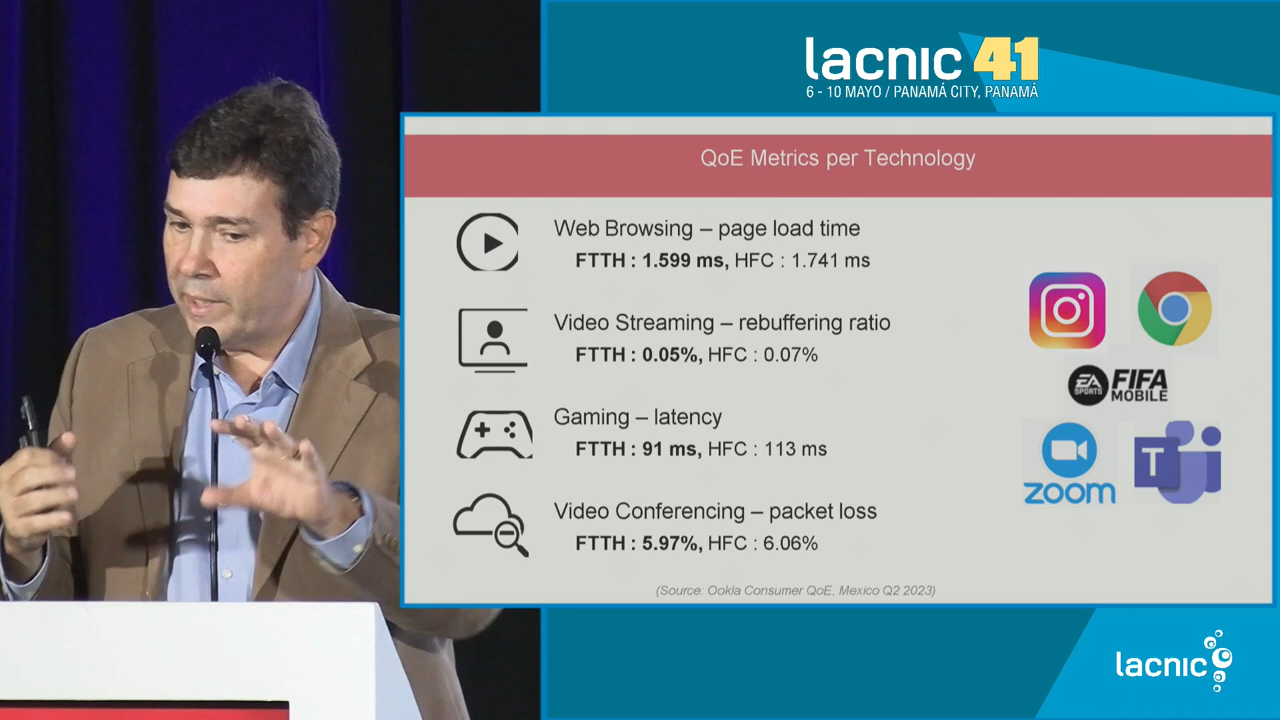 lacnic 41
6 - 10 MAYO / PANAMÁ CITY, PANAMÁ
QoE Metrics per Technology
Web Browsing – page load time
FTTH : 1.599 ms, HFC : 1.741 ms
Video Streaming – rebuffering ratio
FTTH : 0.05%, HFC : 0.07%
Gaming – latency
FTTH : 91 ms, HFC : 113 ms
Video Conferencing – packet loss
FTTH : 5.97%, HFC : 6.06%
EA
SPORTS
FIFA
MOBILE
zoom
T
(Source: Ookla Consumer QoE, Mexico Q2 2023)
lacnic